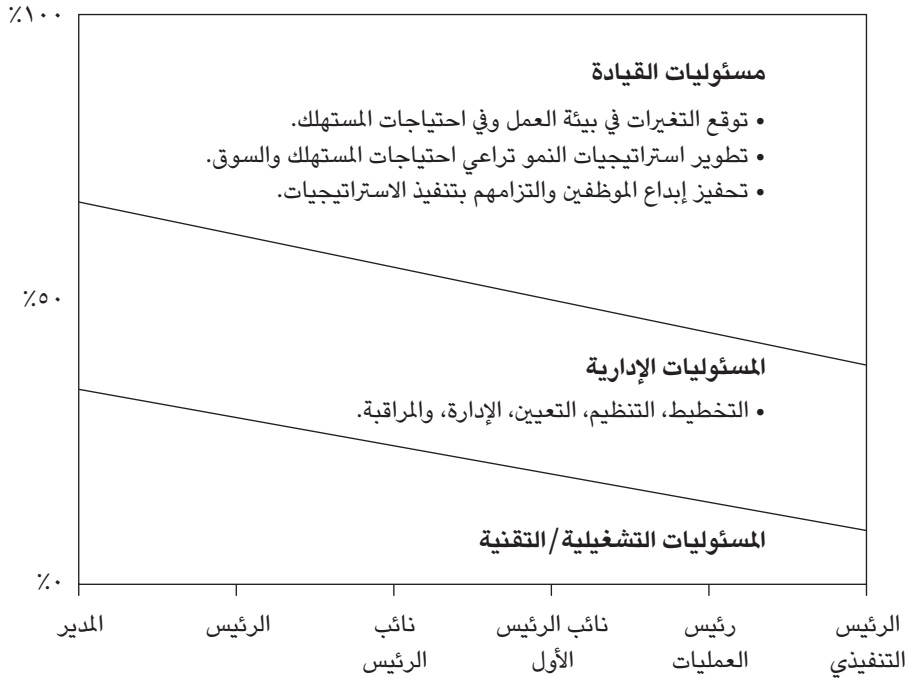 ٪١٠٠
مسئوليات القيادة
• توقع التغيرات في بيئة العمل وفي احتياجات المستهلك.
• تطوير استراتيجيات النمو تراعي احتياجات المستهلك والسوق.
• تحفيز إبداع الموظفين والتزامهم بتنفيذ الاستراتيجيات.
٪٥٠
المسئوليات الإدارية
• التخطيط، التنظيم، التعيين، الإدارة، والمراقبة.
المسئوليات التشغيلية/التقنية
٪٠
الرئيس
التنفيذي
رئيس
العمليات
نائب الرئيس
الأول
نائب
الرئيس
الرئيس
المدير